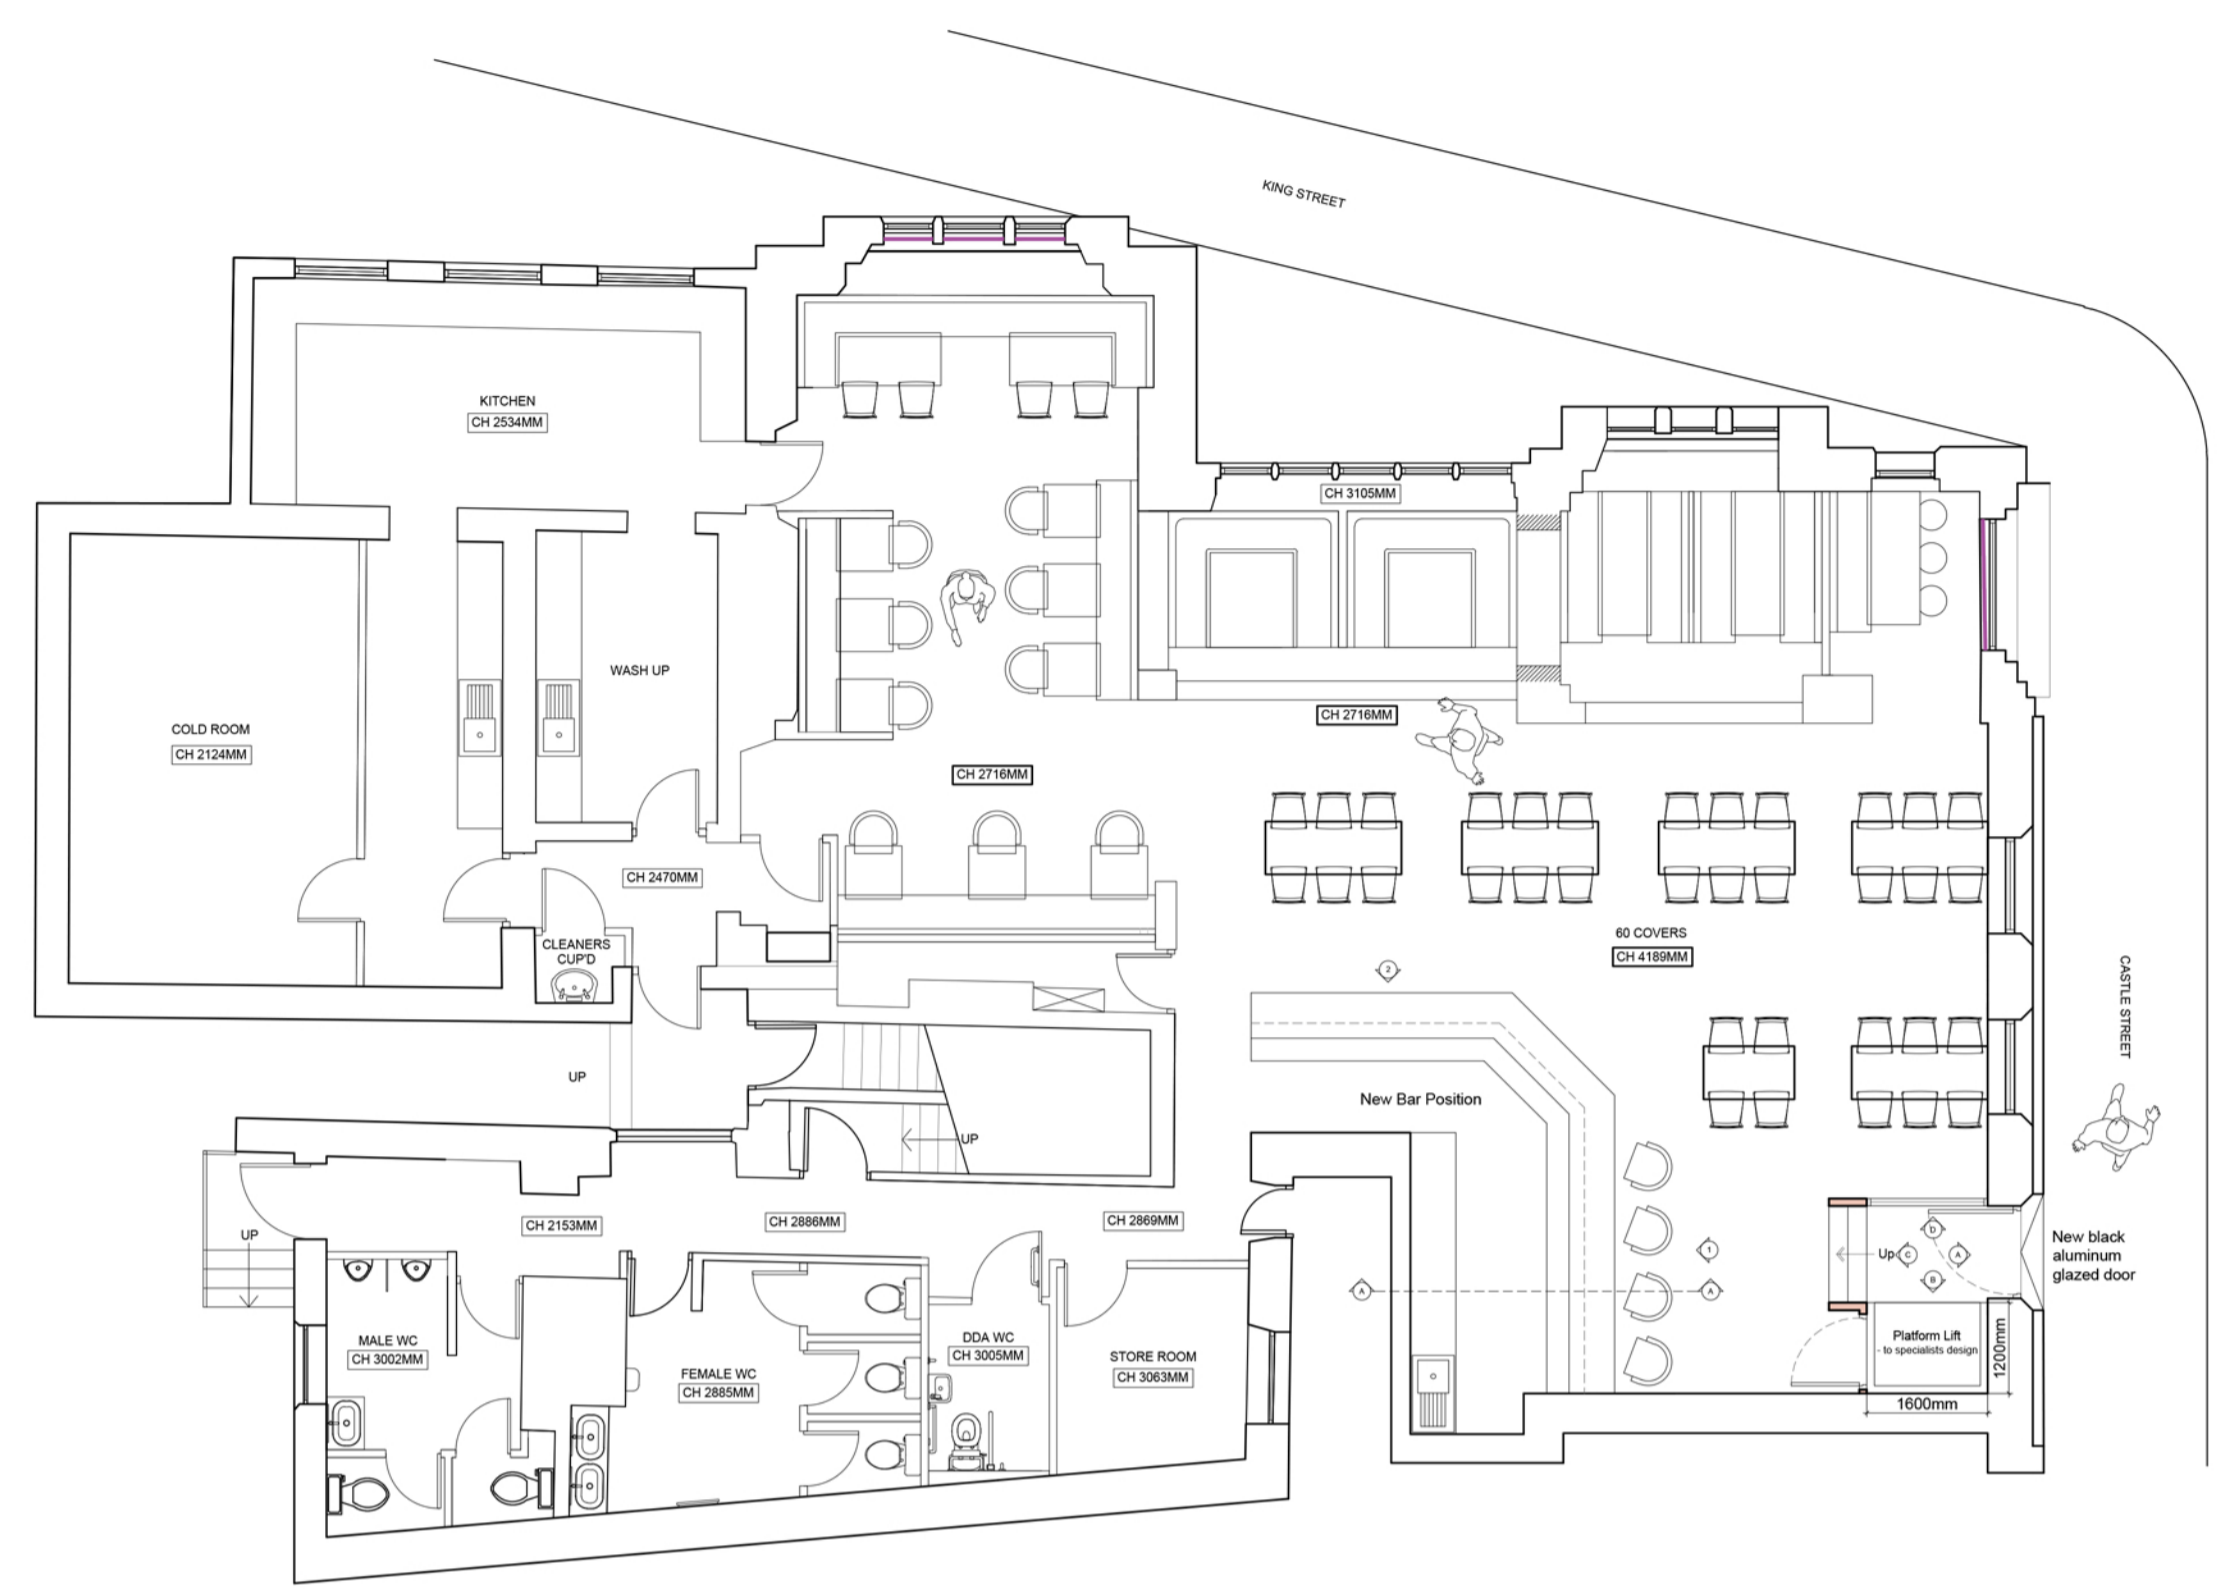 KING STREET
KITCHEN
CH 2534MM
CH 3105MM
WASH UP
COLD ROOM
CH 2124MM
CH 2716MM
CH 2716MM
CH 2470MM
60 COVERS
CH 4189MM
CLEANERS
CUP'D
CASTLE STREET
2
UP
New Bar Position
UP
CH 2153MM
CH 2886MM
CH 2869MM
UP
D
Up
C
A
B
New black
aluminum
glazed door
1
A
A
MALE WC
CH 3002MM
FEMALE WC
CH 2885MM
DDA WC
CH 3005MM
STORE ROOM
CH 3063MM
Platform Lift
- to specialists design
1200mm
1600mm